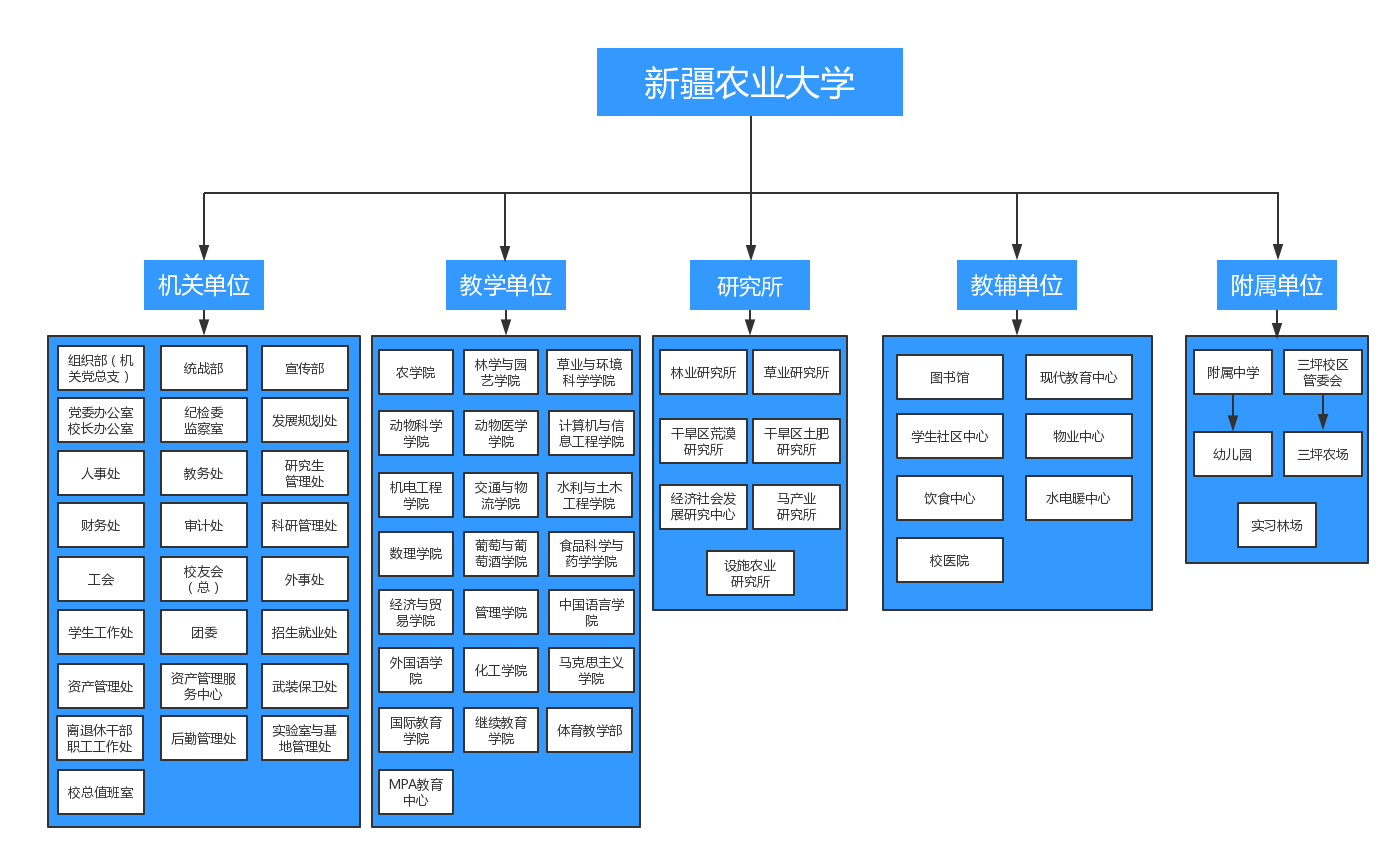 新疆农业大学
机关单位
教学单位
研究所
教辅单位
附属单位
组织部（机
关党总支）
统战部
宣传部
党委办公室
校长办公室
纪检委
监察室
发展规划处
人事处
教务处
研究生
管理处
财务处
审计处
科研管理处
工会
校友会
（总）
外事处
学生工作处
团委
招生就业处
资产管理处
资产管理服
务中心
武装保卫处
离退休干部
职工工作处
后勤管理处
实验室与基
地管理处
校总值班室
农学院
林学与园
艺学院
草业与环境
科学学院
动物科学
学院
动物医学
学院
计算机与信
息工程学院
机电工程
学院
交通与物
流学院
水利与土木
工程学院
数理学院
葡萄与葡
萄酒学院
食品科学与
药学学院
经济与贸
易学院
管理学院
中国语言学
院
外国语学
院
化工学院
马克思主义
学院
国际教育
学院
继续教育
学院
体育教学部
MPA教育
中心
林业研究所
草业研究所
干旱区荒漠
研究所
干旱区土肥
研究所
经济社会发
展研究中心
马产业
研究所
设施农业
研究所
图书馆
现代教育中心
学生社区中心
物业中心
饮食中心
水电暖中心
校医院
附属中学
三坪校区
管委会
幼儿园
三坪农场
实习林场